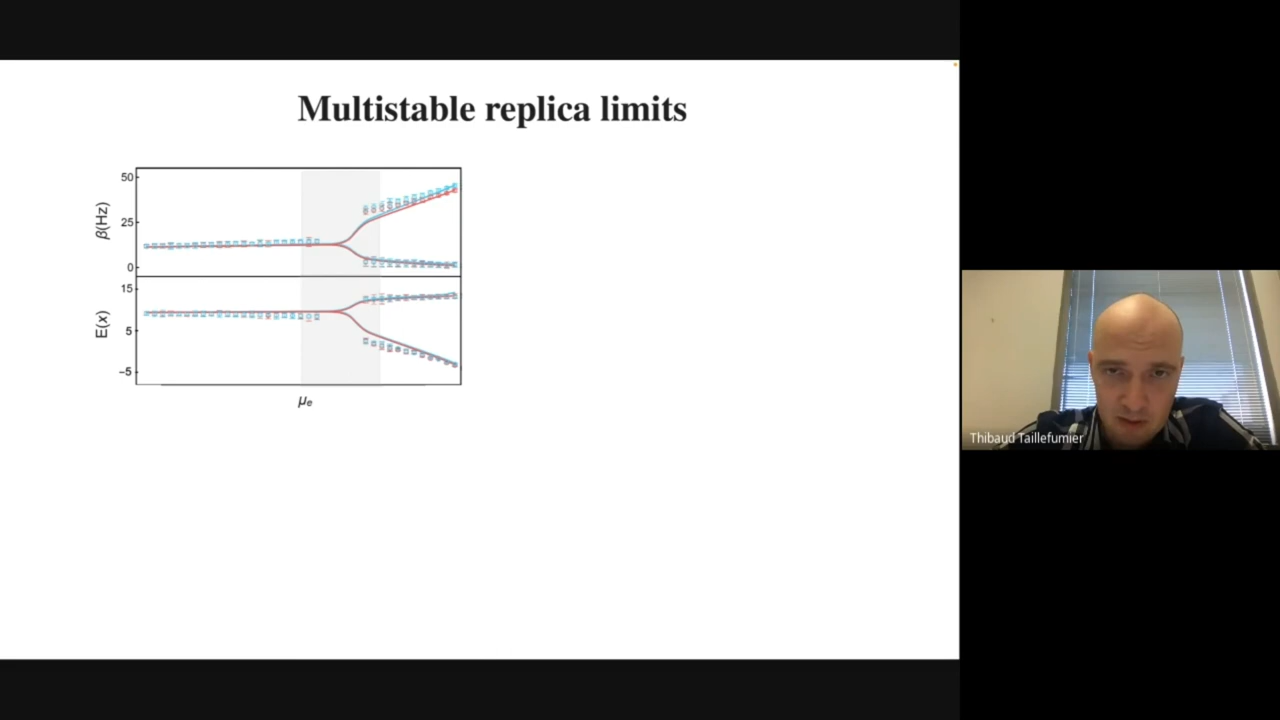 Multistable replica limits
50
25
0
β(Hz)
15
5
−5
E(x)
μe
Thibaud Taillefumier